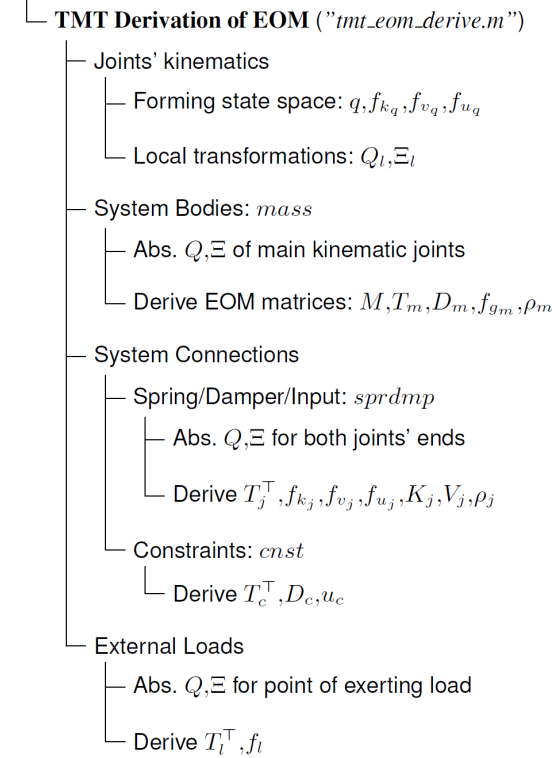 TMT Derivation of EOM ("tmt_eom_derive.m")
Joints' kinematics
Forming state space: q,f_{k_q},f_{v_q},f_{u_q}
Local transformations: Q_l,Ξ_l
System Bodies: mass
Abs. Q,Ξ of main kinematic joints
Derive EOM matrices: M,T_m,D_m,f_{g_m},ρ_m
System Connections
Spring/Damper/Input: sprdmp
Abs. Q,Ξ for both joints' ends
Derive T_j^⊤,f_{k_j},f_{v_j},f_{u_j},K_j,V_j,ρ_j
Constraints: cnst
Derive T_c^⊤,D_c,u_c
External Loads
Abs. Q,Ξ for point of exerting load
Derive T_l^⊤,f_l